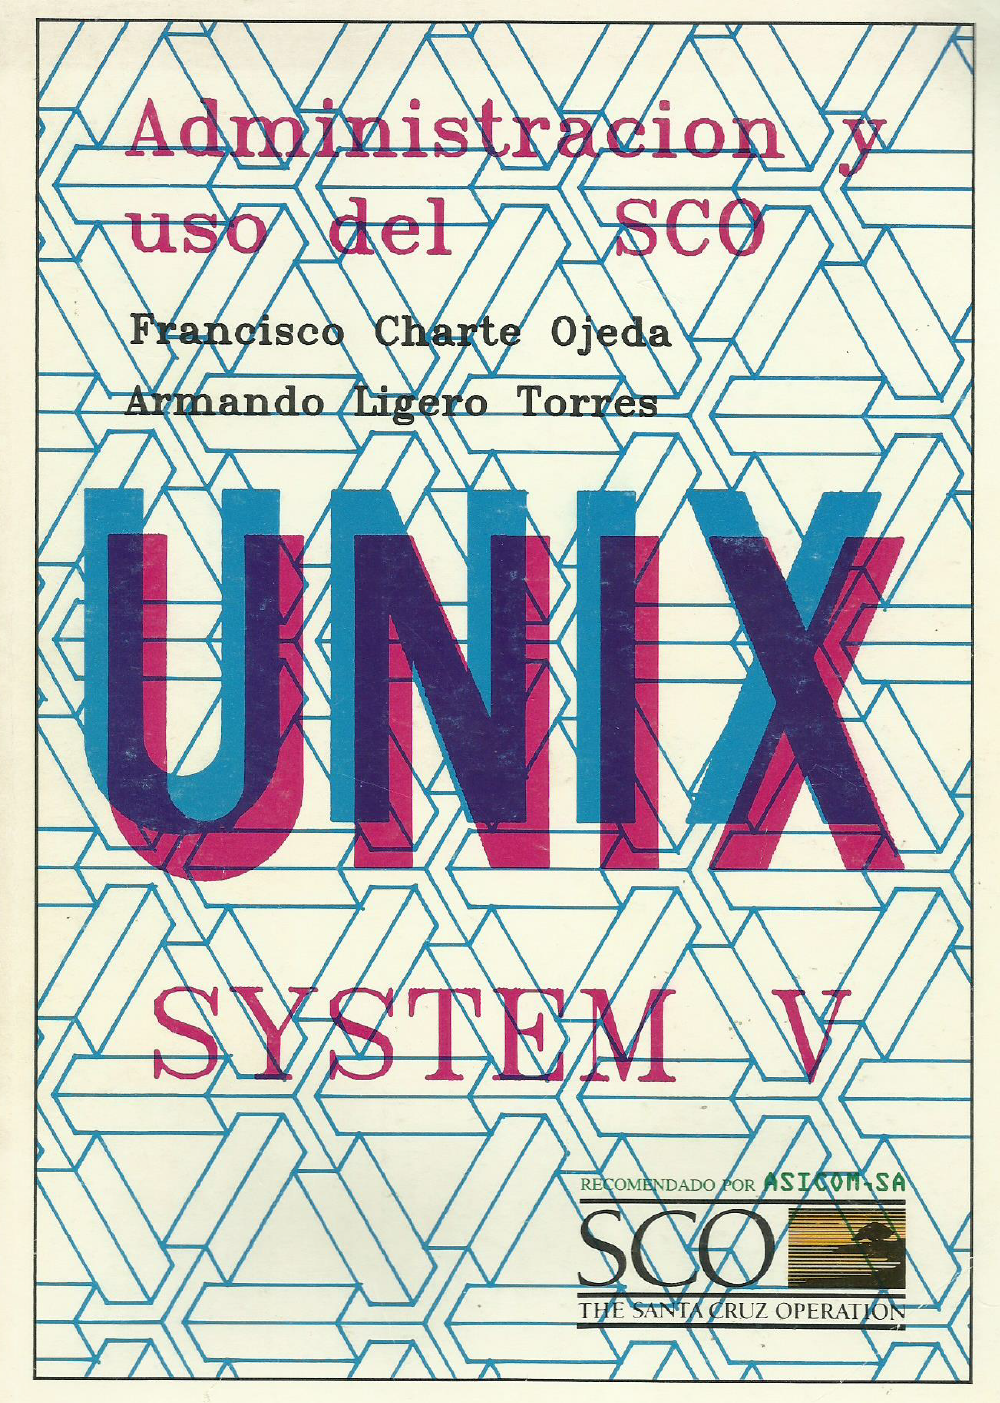 Administracion y
uso del SCO
Francisco Charte Ojeda
Armando Ligero Torres
UNIX
SYSTEM V
RECOMENDADO POR ASICOM-SA
SCO
THE SANTA CRUZ OPERATION